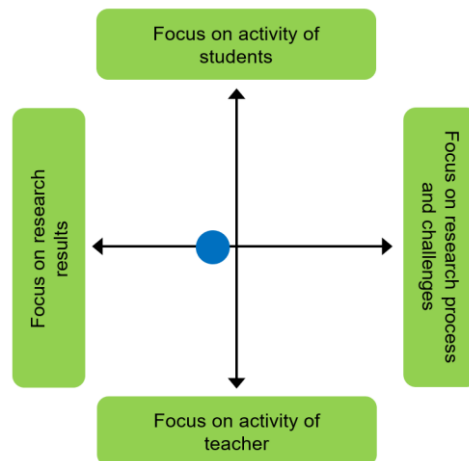 Focus on activity of
students
Focus on research
results
Focus on research process
and challenges
Focus on activity of
teacher